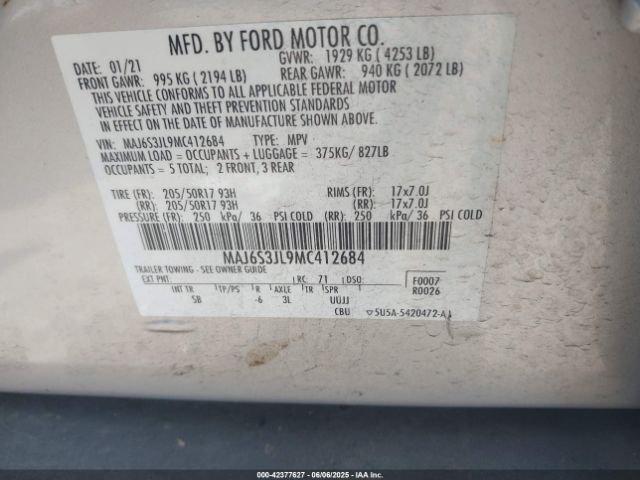 MFD. BY FORD MOTOR CO.
DATE: 01/21 GVWR: 1929 KG ( 4253 LB)
FRONT GAWR: 995 KG ( 2194 LB) REAR GAWR: 940 KG ( 2072 LB)
THIS VEHICLE CONFORMS TO ALL APPLICABLE FEDERAL MOTOR
VEHICLE SAFETY AND THEFT PREVENTION STANDARDS
IN EFFECT ON THE DATE OF MANUFACTURE SHOWN ABOVE.
VIN: MAJ6S3JL9MC412684 TYPE: MPV
MAXIMUM LOAD = OCCUPANTS + LUGGAGE = 375KG/ 827LB
OCCUPANTS = 5 TOTAL; 2 FRONT, 3 REAR
TIRE (FR): 205/50R17 93H RIMS (FR): 17x7.0J
(RR): 205/50R17 93H (RR): 17x7.0J
PRESSURE (FR): 250 kPa/ 36 PSI COLD (RR): 250 kPa/ 36 PSI COLD
MAJ6S3JL9MC412684
TRAILER TOWING - SEE OWNER GUIDE
EXT PNT: RC: 71 DSO: F0007
R0026
INT TR TP/PS R AXLE TR SPR
SB -6 3L UUJJ
CBU 5U5A-5420472-A
000-42377627 - 06/06/2025 - IAAI.COM